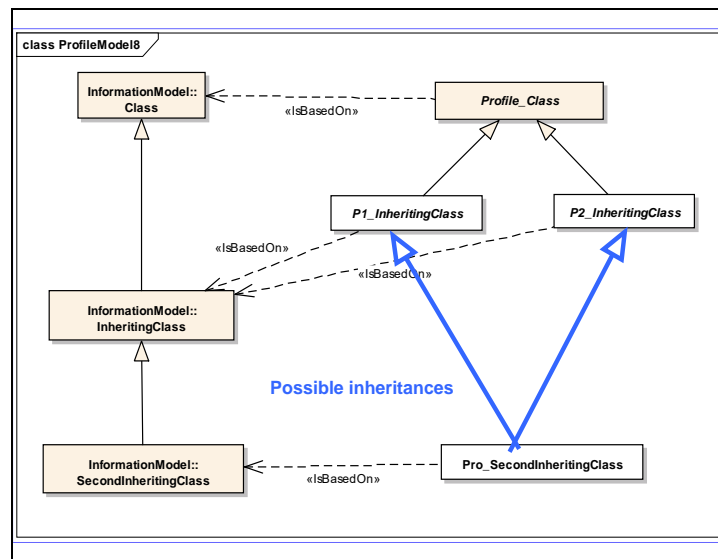 class ProfileModel8
InformationModel::
Class
«IsBasedOn»
Profile_Class
P1_InheritingClass
P2_InheritingClass
«IsBasedOn»
«IsBasedOn»
InformationModel::
InheritingClass
Possible inheritances
InformationModel::
SecondInheritingClass
«IsBasedOn»
Pro_SecondInheritingClass